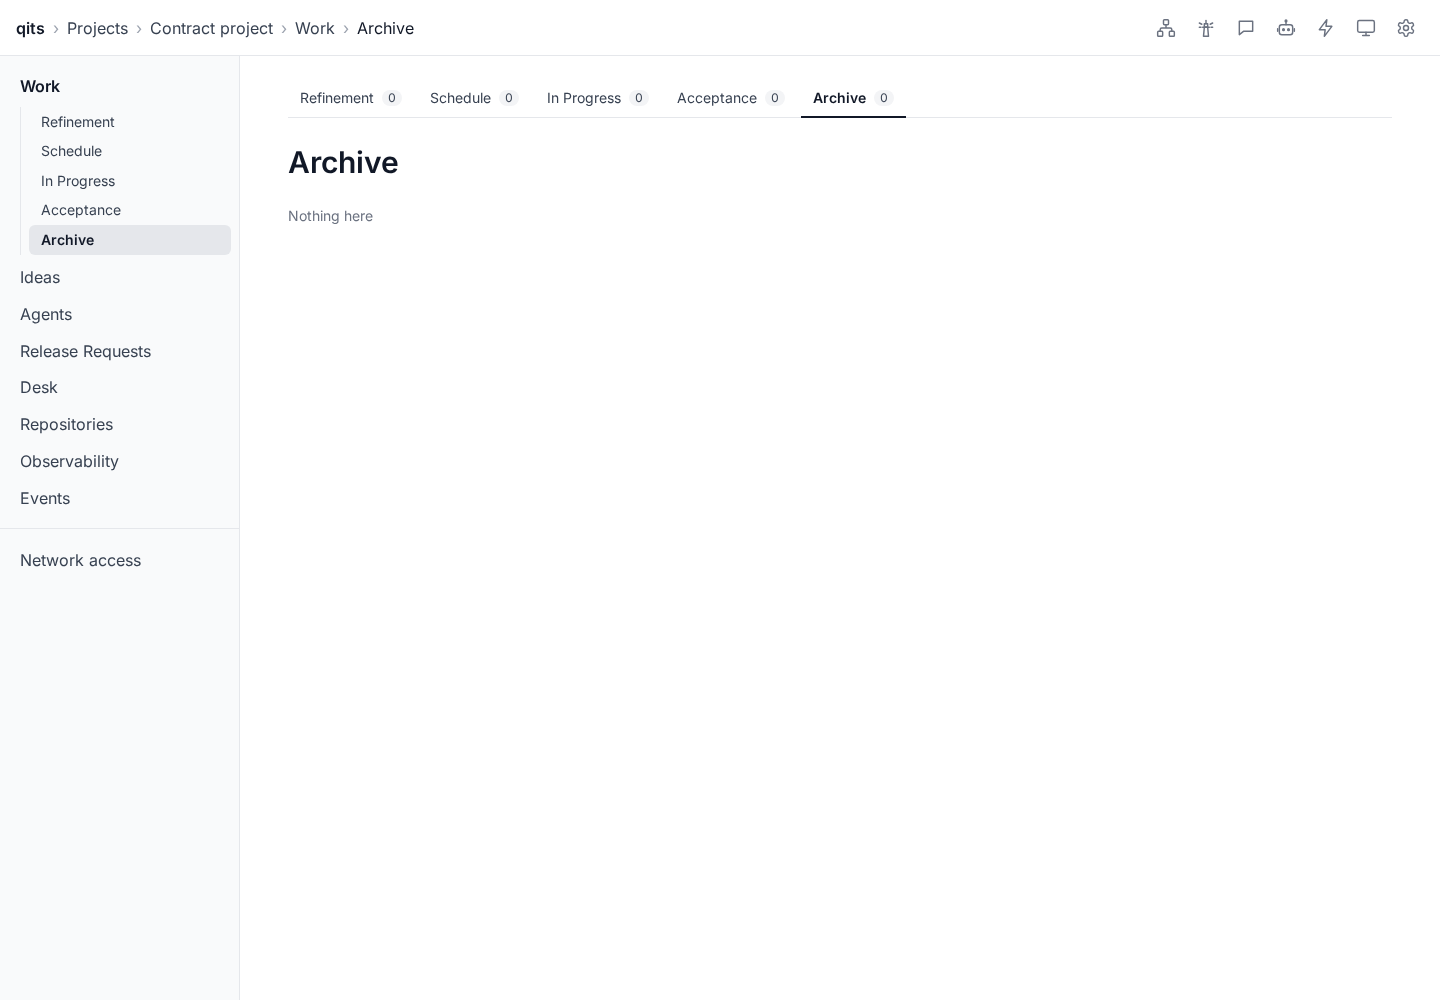 qits › Projects › Contract project › Work › Archive
Work
Refinement
Schedule
In Progress
Acceptance
Archive
Ideas
Agents
Release Requests
Desk
Repositories
Observability
Events
Network access
Refinement 0 Schedule 0 In Progress 0 Acceptance 0 Archive 0
Archive
Nothing here